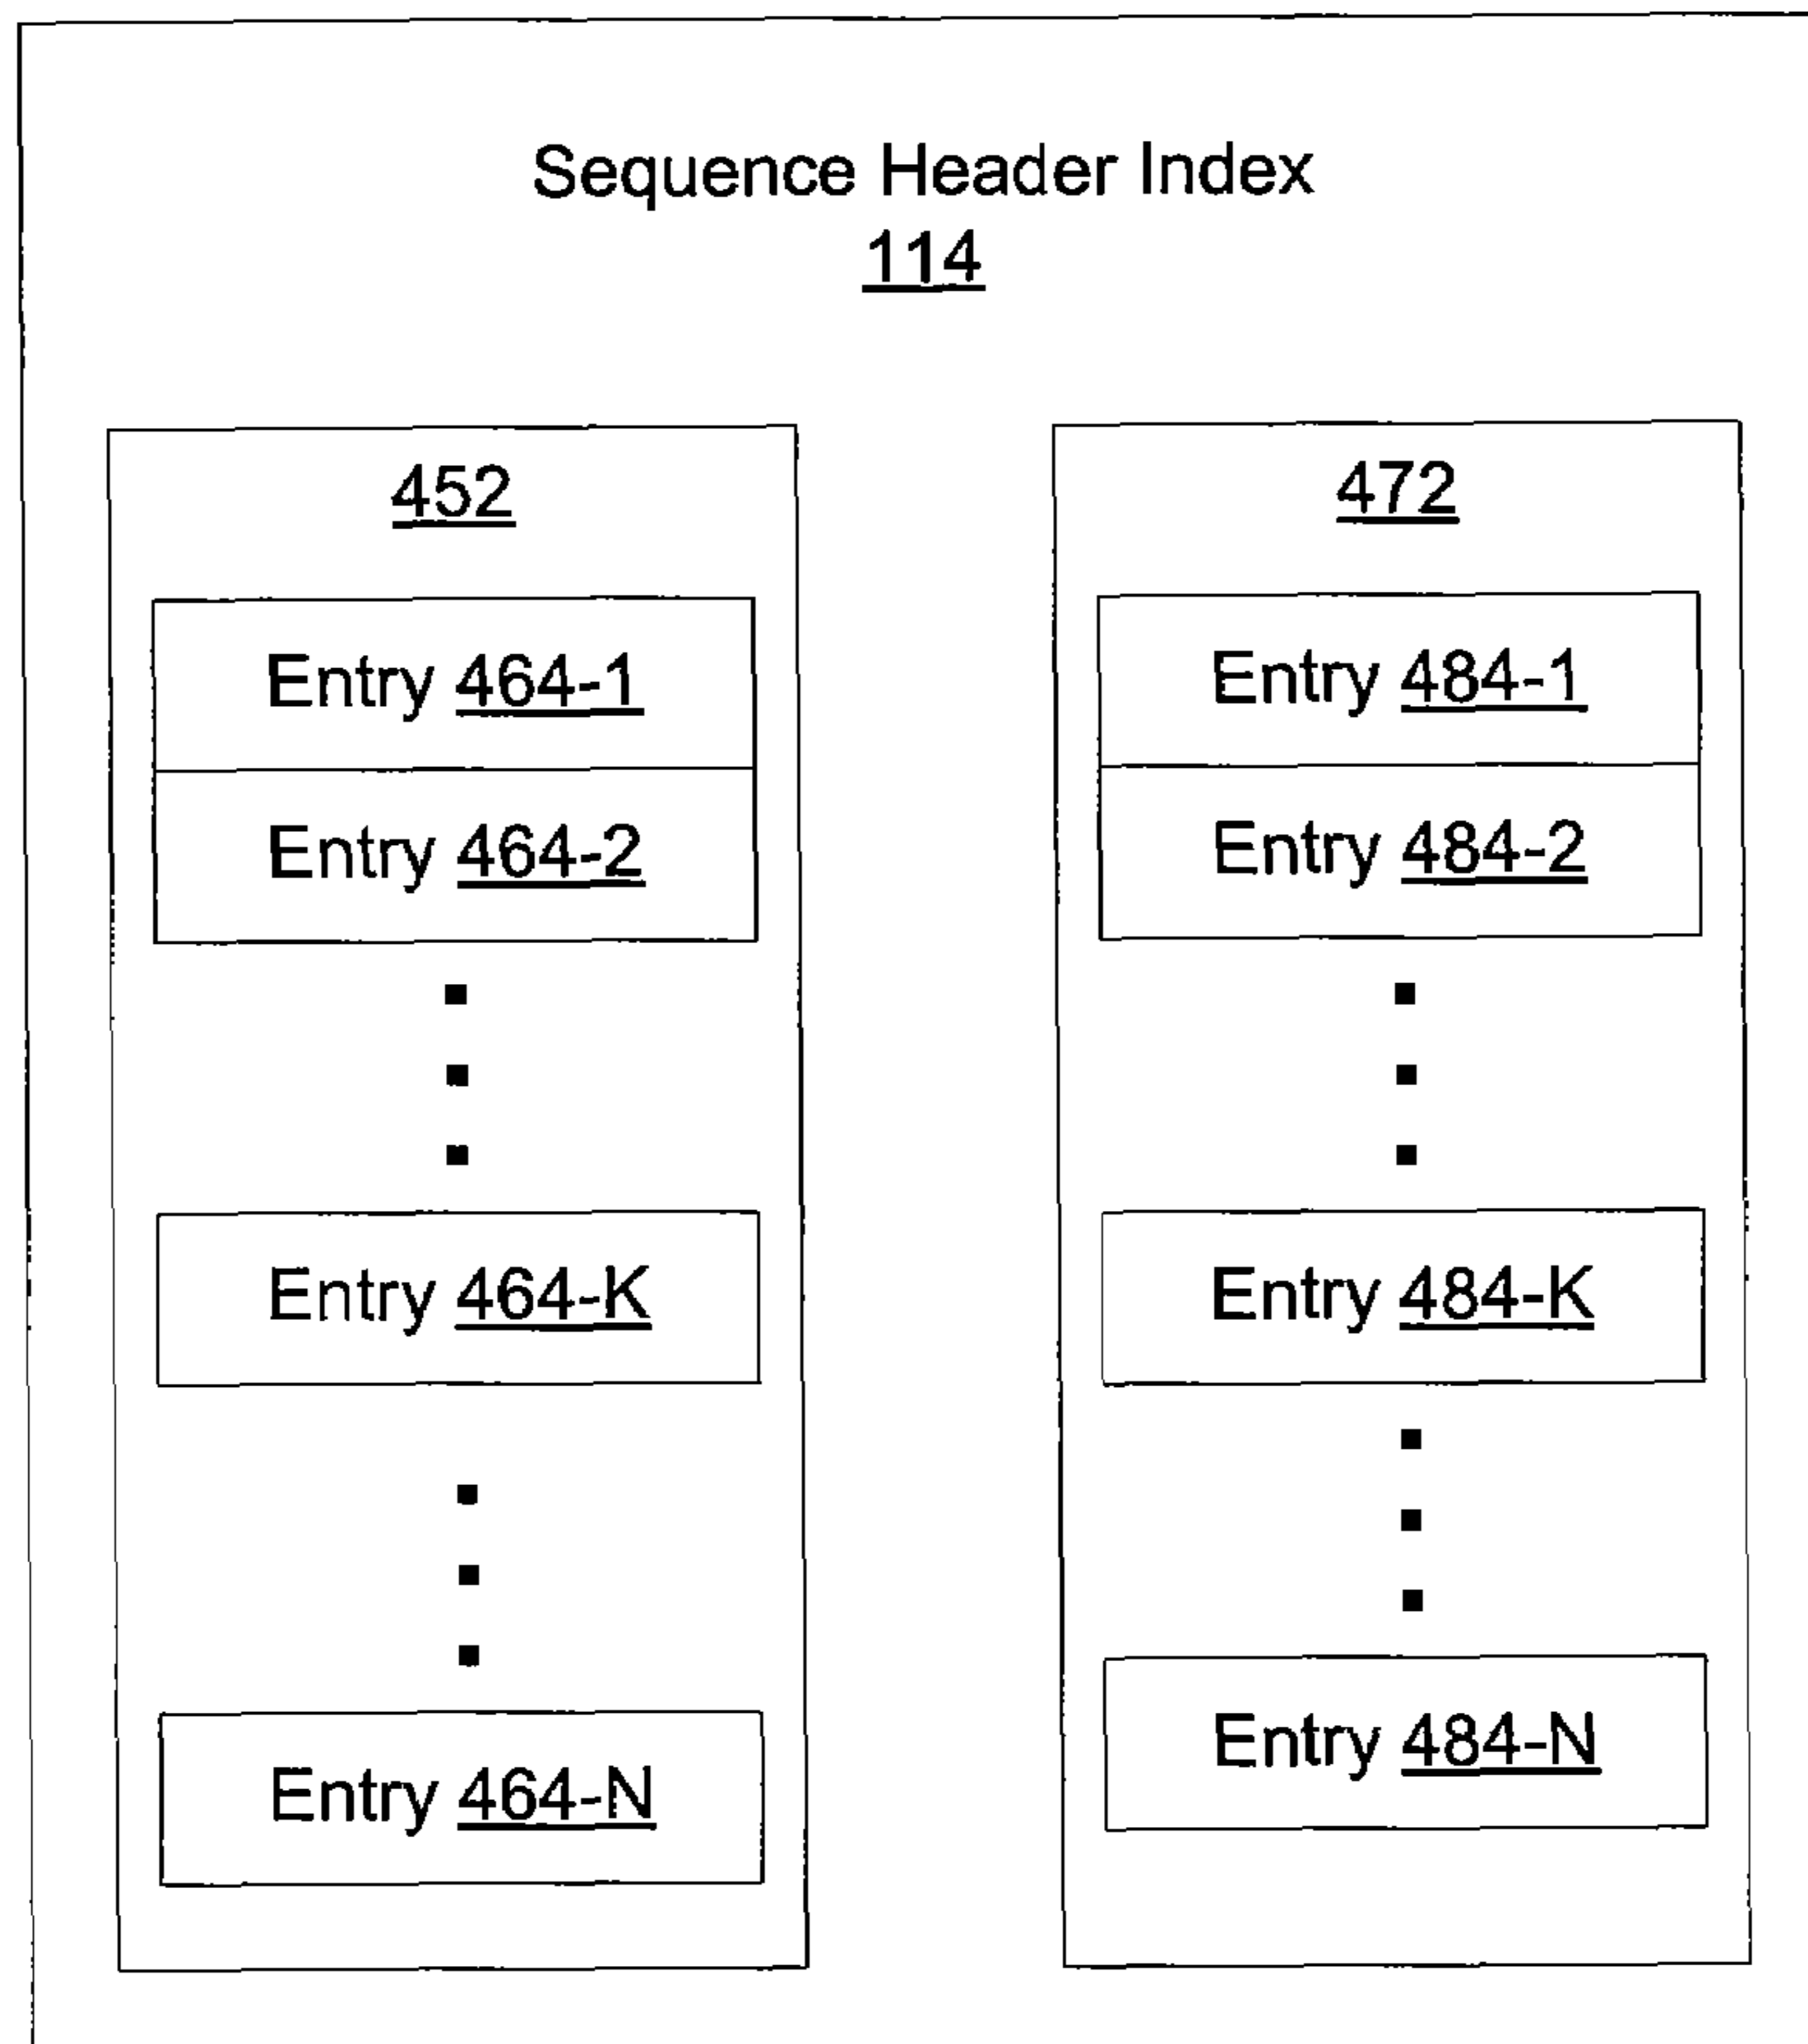 Sequence Header Index
114
452
Entry 464-1
Entry 464-2
Entry 464-K
Entry 464-N
472
Entry 484-1
Entry 484-2
Entry 484-K
Entry 484-N